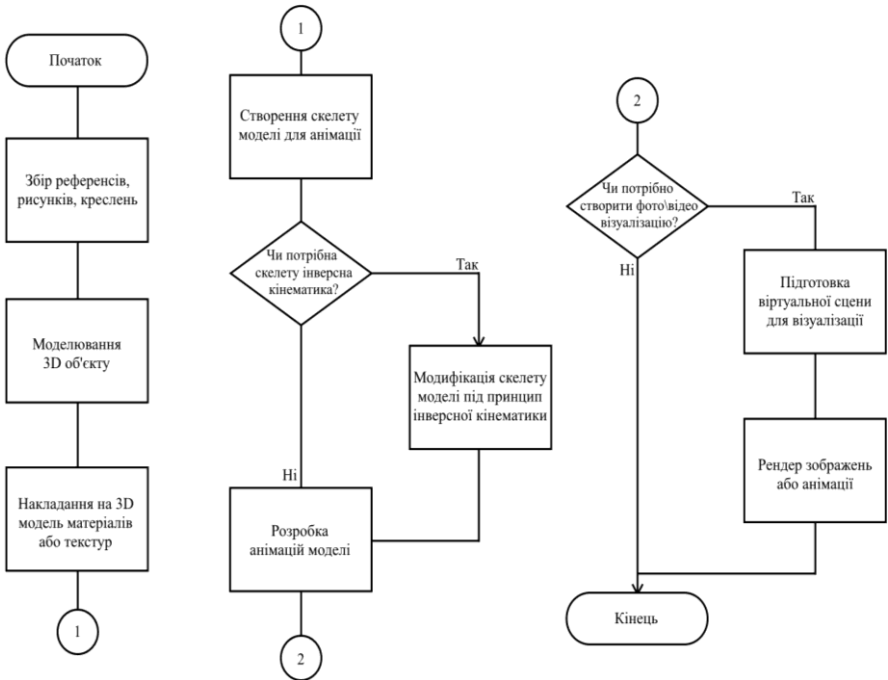 Початок
Збір референсів,
рисунків, креслень
Моделювання
3D об'єкту
Накладання на 3D
модель матеріалів
або текстур
1
1
Створення скелету
моделі для анімації
Чи потрібна
скелету інверсна
кінематика?
Так
Модифікація скелету
моделі під принцип
інверсної кінематики
Ні
Розробка
анімацій моделі
2
2
Чи потрібно
створити фото\відео
візуалізацію?
Так
Ні
Підготовка
віртуальної сцени
для візуалізації
Рендер зображень
або анімації
Кінець